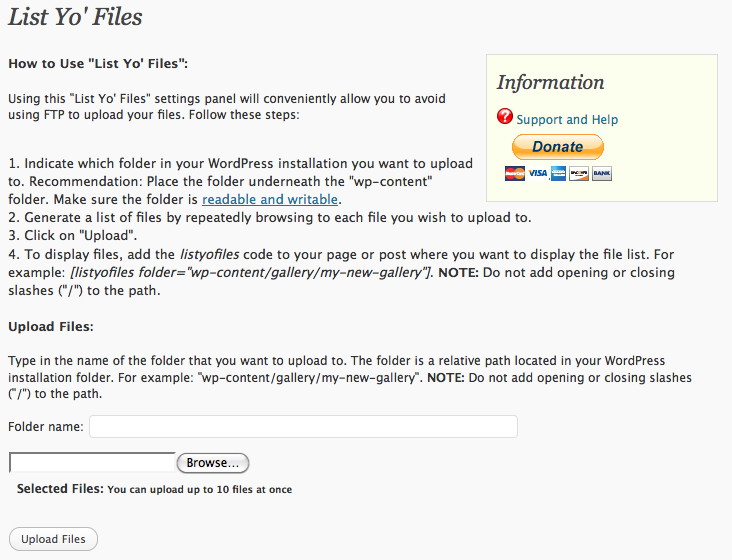 List Yo' Files
How to Use "List Yo' Files":
Using this "List Yo' Files" settings panel will conveniently allow you to avoid
using FTP to upload your files. Follow these steps:
Information
Support and Help
Donate
MasterCard VISA AMEX DISCOVER BANK
1. Indicate which folder in your WordPress installation you want to upload
to. Recommendation: Place the folder underneath the "wp-content"
folder. Make sure the folder is readable and writable.
2. Generate a list of files by repeatedly browsing to each file you wish to upload to.
3. Click on "Upload".
4. To display files, add the listyofiles code to your page or post where you want to display the file list. For
example: [listyofiles folder="wp-content/gallery/my-new-gallery"]. NOTE: Do not add opening or closing
slashes ("/") to the path.
Upload Files:
Type in the name of the folder that you want to upload to. The folder is a relative path located in your WordPress
installation folder. For example: "wp-content/gallery/my-new-gallery". NOTE: Do not add opening or closing slashes
("/") to the path.
Folder name:
Browse...
Selected Files: You can upload up to 10 files at once
Upload Files